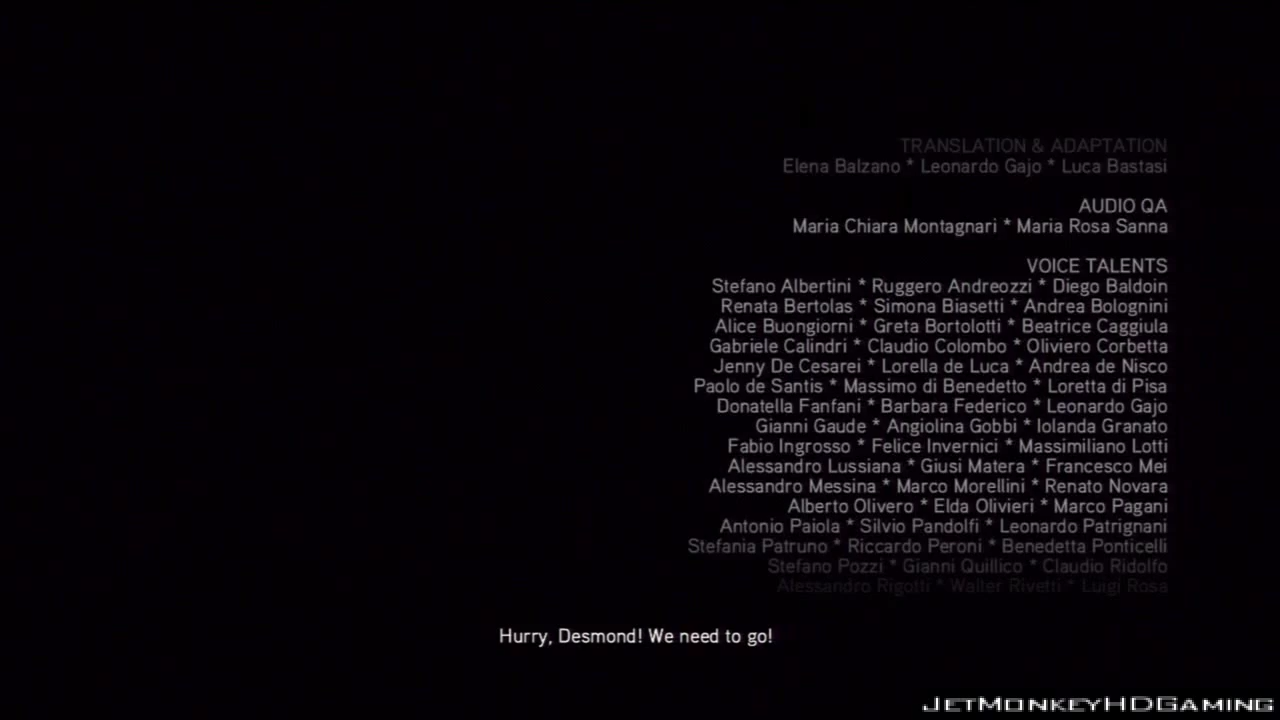 TRANSLATION & ADAPTATION
Elena Balzano * Leonardo Gajo * Luca Bastasi
AUDIO QA
Maria Chiara Montagnari * Maria Rosa Sanna
VOICE TALENTS
Stefano Albertini * Ruggero Andreozzi * Diego Baldoin
Renata Bertolas * Simona Biasetti * Andrea Bolognini
Alice Buongiorni * Greta Bortolotti * Beatrice Caggiula
Gabriele Calindri * Claudio Colombo * Oliviero Corbetta
Jenny De Cesarei * Lorella de Luca * Andrea de Nisco
Paolo de Santis * Massimo di Benedetto * Loretta di Pisa
Donatella Fanfani * Barbara Federico * Leonardo Gajo
Gianni Gaude * Angiolina Gobbi * Iolanda Granato
Fabio Ingrosso * Felice Invernici * Massimiliano Lotti
Alessandro Lussiana * Giusi Matera * Francesco Mei
Alessandro Messina * Marco Morellini * Renato Novara
Alberto Olivero * Elda Olivieri * Marco Pagani
Antonio Paiola * Silvio Pandolfi * Leonardo Patrignani
Stefania Patruno * Riccardo Peroni * Benedetta Ponticelli
Stefano Pozzi * Gianni Quillico * Claudio Ridolfo
Alessandro Rigotti * Walter Rivetti * Luigi Rosa
Hurry, Desmond! We need to go!
JetMonkeyHDGaming